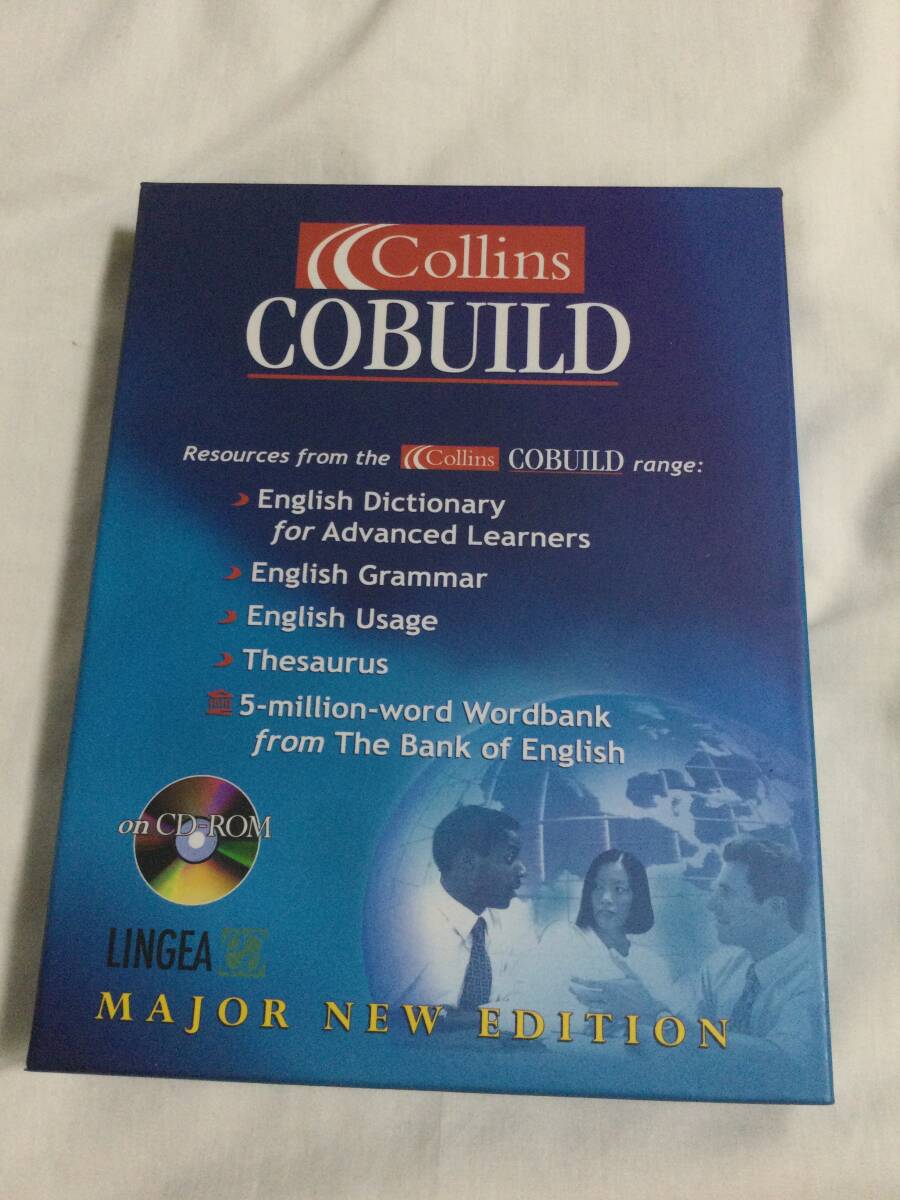 Collins
COBUILD
Resources from the Collins COBUILD range:
English Dictionary
for Advanced Learners
English Grammar
English Usage
Thesaurus
5-million-word Wordbank
from The Bank of English
on CD-ROM
LINGEA
MAJOR NEW EDITION